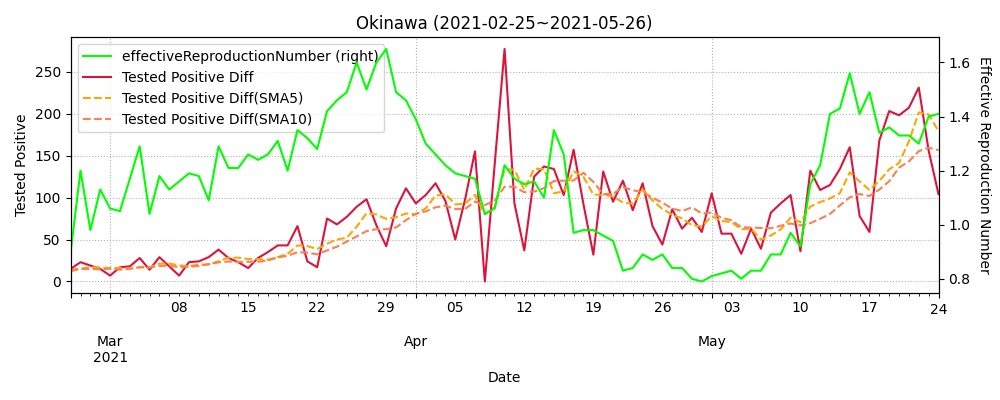 Okinawa (2021-02-25~2021-05-26)
effectiveReproductionNumber (right)
Tested Positive Diff
Tested Positive Diff(SMA5)
Tested Positive Diff(SMA10)
Tested Positive
250
200
150
100
50
0
1.6
1.4
1.2
1.0
0.8
Effective Reproduction Number
08 15 22 29 05 12 19 26 03 10 17 24
Mar Apr May
2021
Date